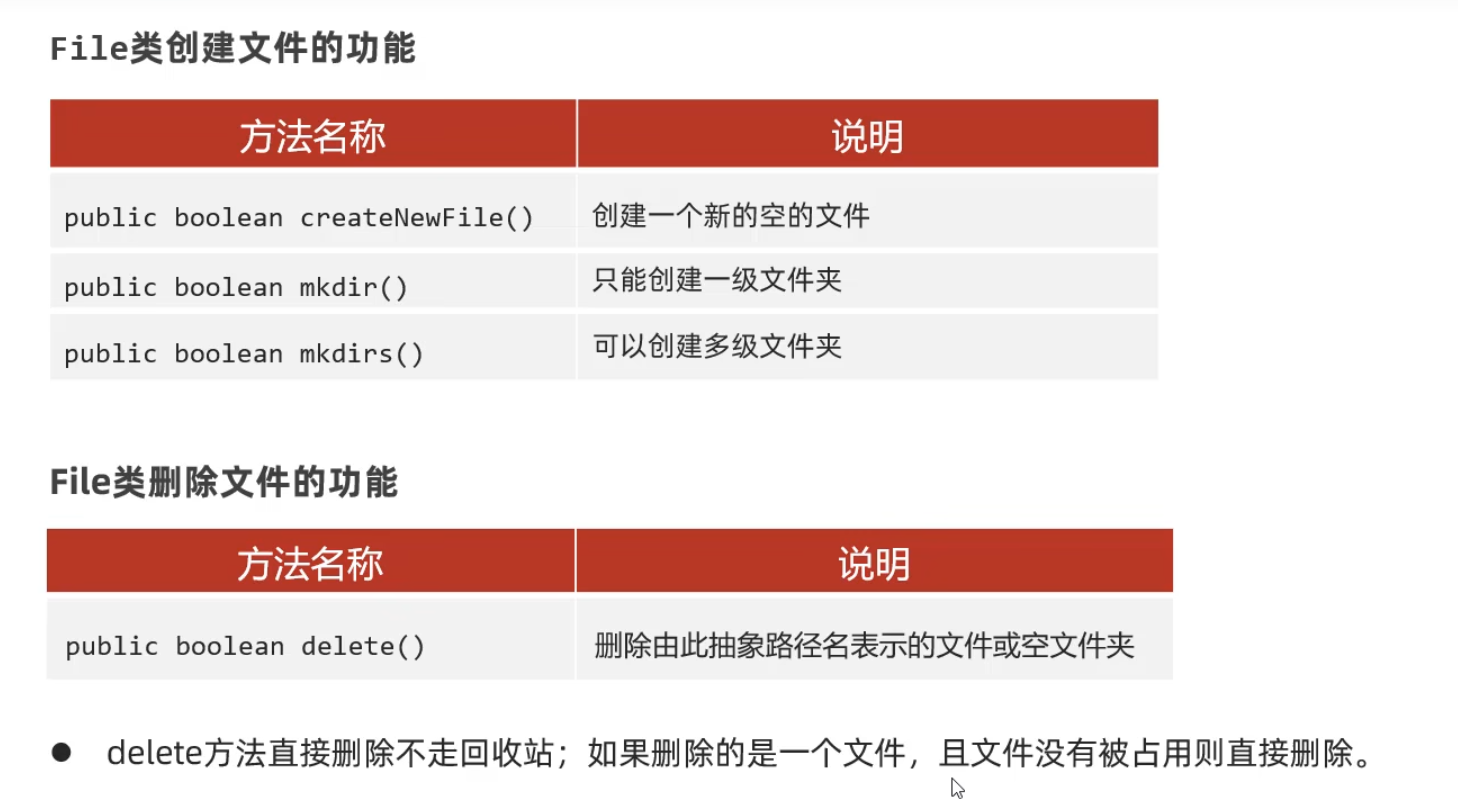 File类创建文件的功能
方法名称 说明
public boolean createNewFile() 创建一个新的空的文件
public boolean mkdir() 只能创建一级文件夹
public boolean mkdirs() 可以创建多级文件夹
File类删除文件的功能
方法名称 说明
public boolean delete() 删除由此抽象路径名表示的文件或空文件夹
● delete方法直接删除不走回收站；如果删除的是一个文件，且文件没有被占用则直接删除。